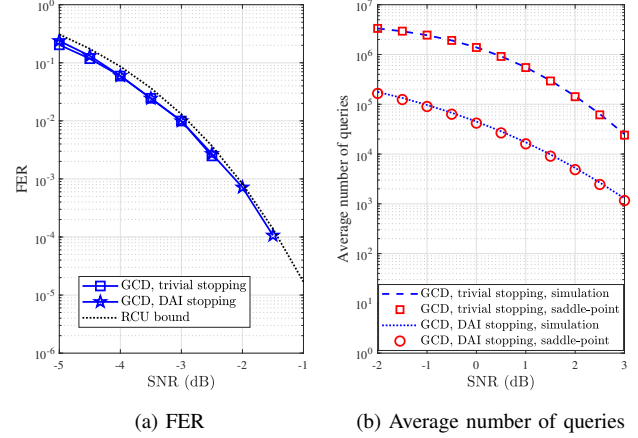 10^0
10^-1
10^-2
10^-3
10^-4
10^-5
10^-6
FER
GCD, trivial stopping
GCD, DAI stopping
RCU bound
-5 -4 -3 -2 -1
SNR (dB)
(a) FER
10^7
10^6
10^5
10^4
10^3
10^2
10^1
10^0
Average number of queries
GCD, trivial stopping, simulation
GCD, trivial stopping, saddle-point
GCD, DAI stopping, simulation
GCD, DAI stopping, saddle-point
-2 -1 0 1 2 3
SNR (dB)
(b) Average number of queries